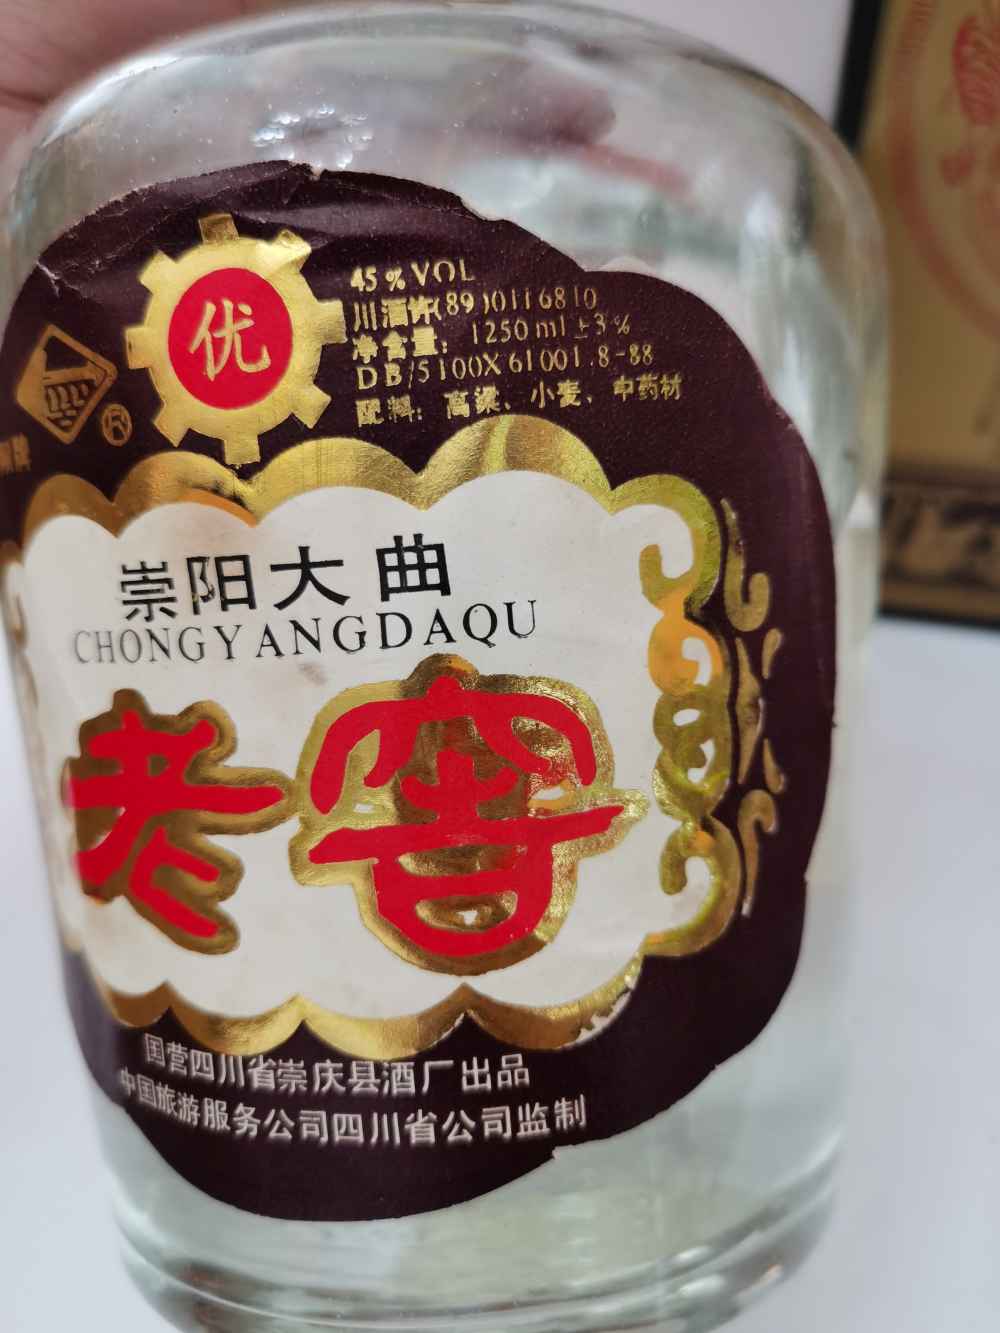 优
45%VOL
川酒许(89)0116810
净含量：1250ml±3%
DB/5100X61001.8-88
配料：高粱、小麦、中药材
®
牌
崇阳大曲
CHONGYANGDAQU
老窖
国营四川省崇庆县酒厂出品
中国旅游服务公司四川省公司监制